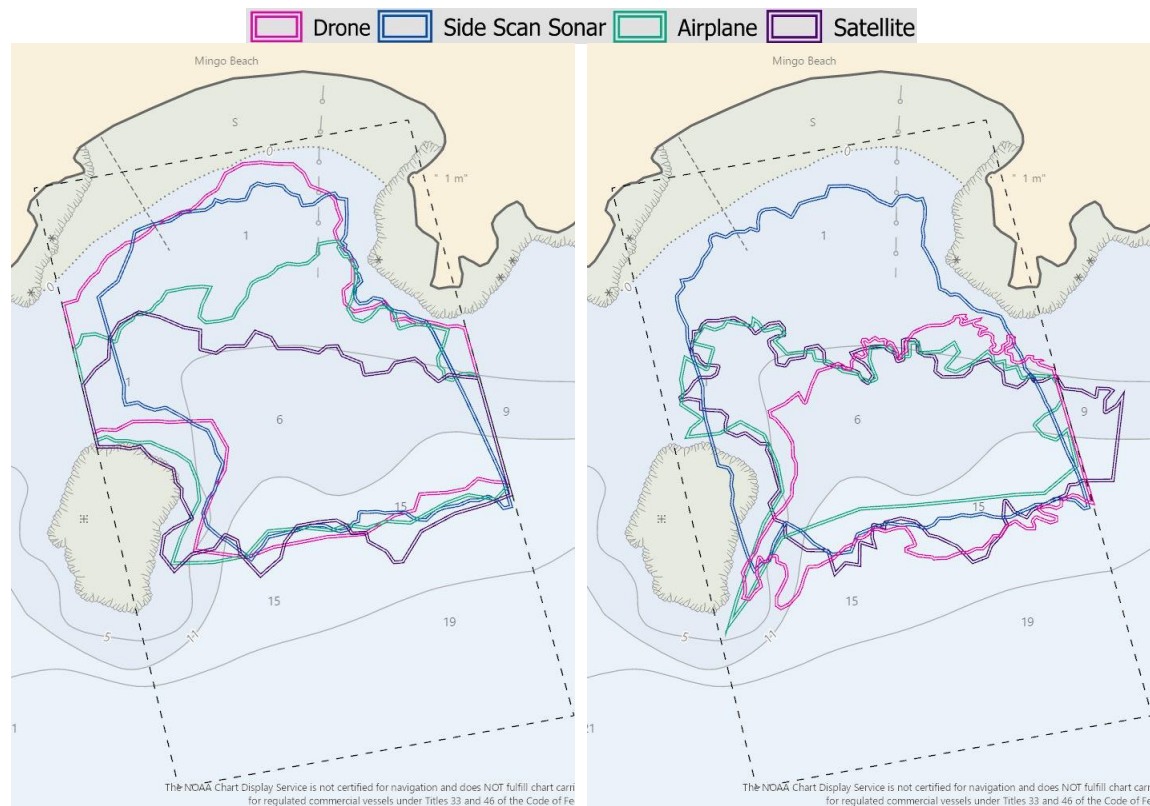 Drone Side Scan Sonar Airplane Satellite
Mingo Beach
S
0
" 1 m"
1
0
1
6
9
15
15
19
5
11
1
The NOAA Chart Display Service is not certified for navigation and does NOT fulfill chart carri
for regulated commercial vessels under Titles 33 and 46 of the Code of Fe
Mingo Beach
S
0
" 1 m"
1
0
6
9
15
15
19
5
11
21
The NOAA Chart Display Service is not certified for navigation and does NOT fulfill chart carri
for regulated commercial vessels under Titles 33 and 46 of the Code of Fe